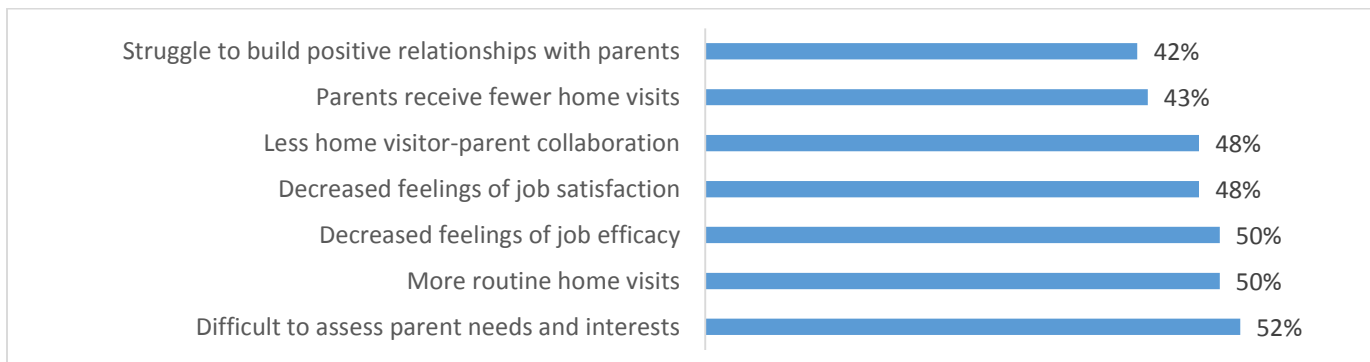 Struggle to build positive relationships with parents 42%
Parents receive fewer home visits 43%
Less home visitor-parent collaboration 48%
Decreased feelings of job satisfaction 48%
Decreased feelings of job efficacy 50%
More routine home visits 50%
Difficult to assess parent needs and interests 52%